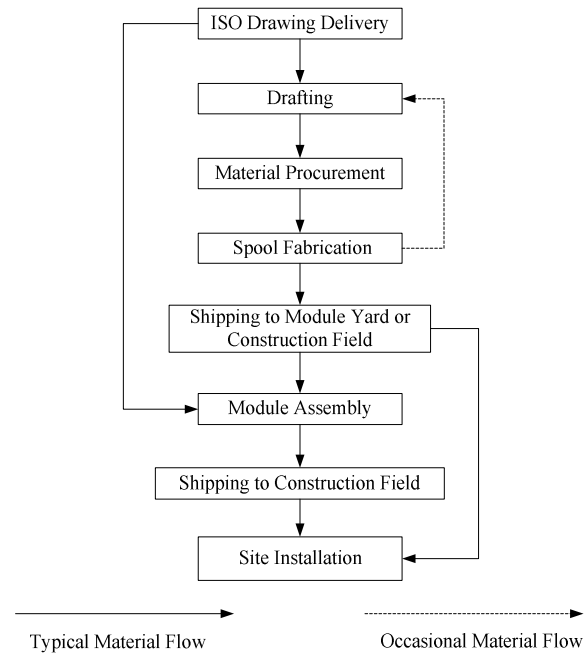 ISO Drawing Delivery
Drafting
Material Procurement
Spool Fabrication
Shipping to Module Yard or
Construction Field
Module Assembly
Shipping to Construction Field
Site Installation
Typical Material Flow
Occasional Material Flow